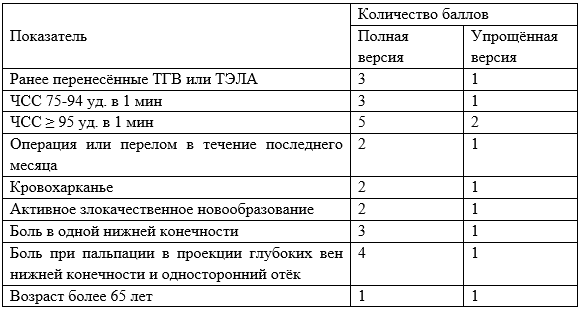 Показатель
Количество баллов
Полная версия
Упрощённая версия
Ранее перенесённые ТГВ или ТЭЛА 3 1
ЧСС 75-94 уд. в 1 мин 3 1
ЧСС ≥ 95 уд. в 1 мин 5 2
Операция или перелом в течение последнего
месяца 2 1
Кровохарканье 2 1
Активное злокачественное новообразование 2 1
Боль в одной нижней конечности 3 1
Боль при пальпации в проекции глубоких вен
нижней конечности и односторонний отёк 4 1
Возраст более 65 лет 1 1